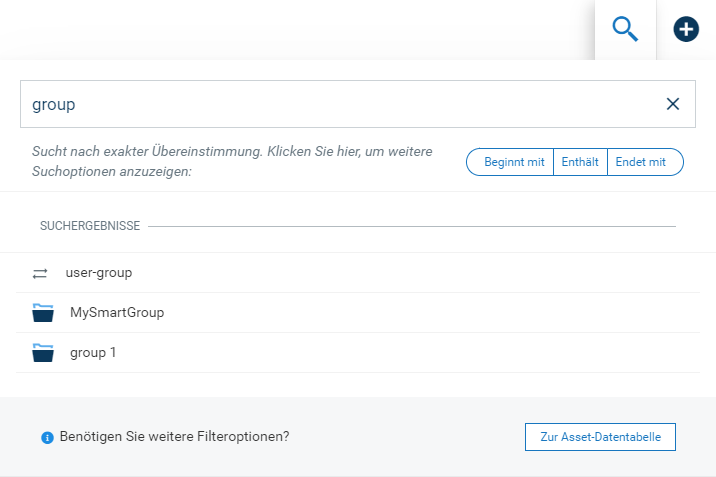 group
Sucht nach exakter Übereinstimmung. Klicken Sie hier, um weitere
Suchoptionen anzuzeigen:
Beginnt mit
Enthält
Endet mit
SUCHERGEBNISSE
user-group
MySmartGroup
group 1
Benötigen Sie weitere Filteroptionen?
Zur Asset-Datentabelle